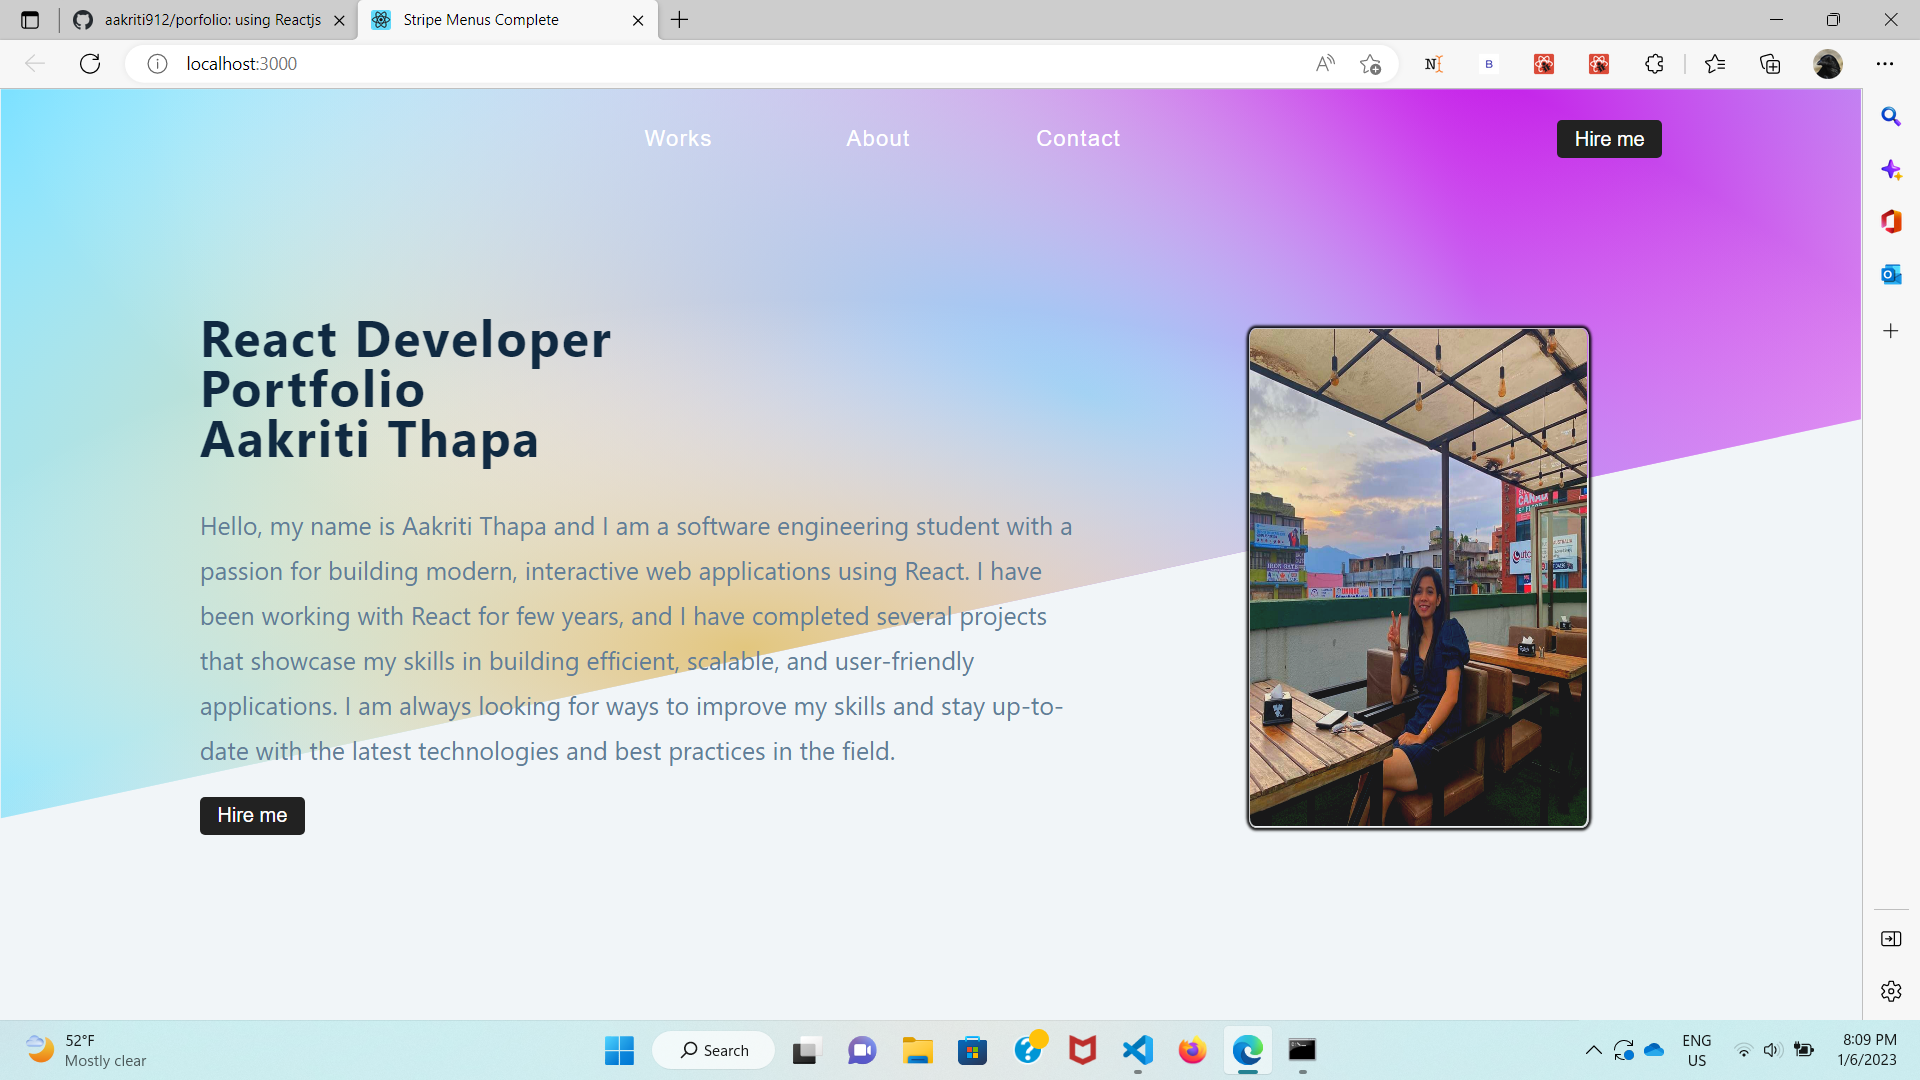 aakriti912/porfolio: using Reactjs
Stripe Menus Complete
localhost:3000
Works
About
Contact
Hire me
React Developer
Portfolio
Aakriti Thapa
Hello, my name is Aakriti Thapa and I am a software engineering student with a
passion for building modern, interactive web applications using React. I have
been working with React for few years, and I have completed several projects
that showcase my skills in building efficient, scalable, and user-friendly
applications. I am always looking for ways to improve my skills and stay up-to-
date with the latest technologies and best practices in the field.
Hire me
52°F
Mostly clear
Search
ENG
US
8:09 PM
1/6/2023